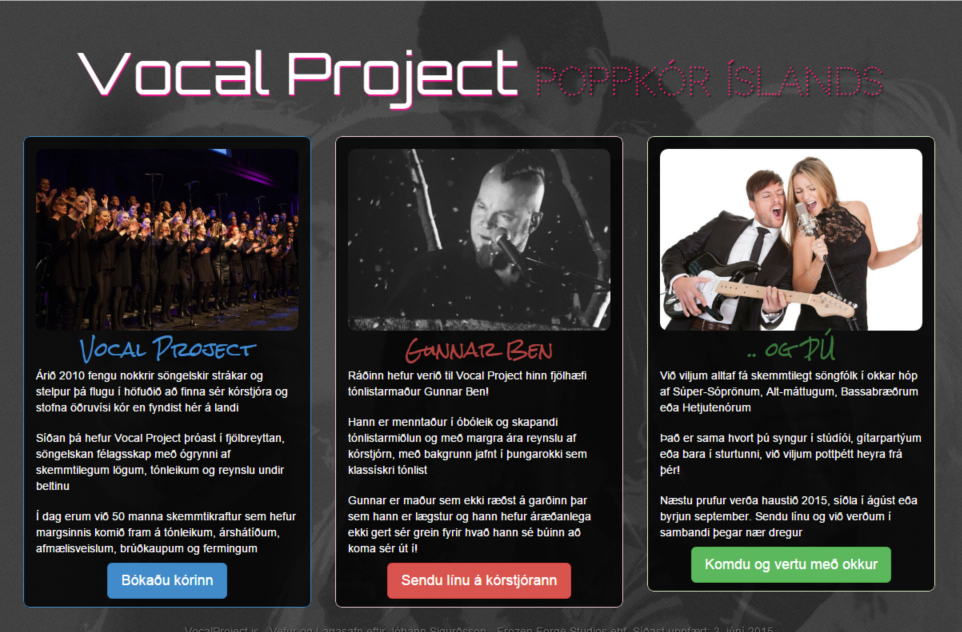 Vocal Project POPPKÓR ÍSLANDS
Vocal Project
Árið 2010 fengu nokkrir söngelskir strákar og
stelpur þá flugu í höfuðið að finna sér kórstjóra og
stofna öðruvísi kór en fyndist hér á landi
Síðan þá hefur Vocal Project þróast í fjölbreyttan,
söngelskan félagsskap með ógrynni af
skemmtilegum lögum, tónleikum og reynslu undir
beltinu
Í dag erum við 50 manna skemmtikraftur sem hefur
margsinnis komið fram á tónleikum, árshátíðum,
afmælisveislum, brúðkaupum og fermingum
Bókaðu kórinn
Gunnar Ben
Ráðinn hefur verið til Vocal Project hinn fjölhæfi
tónlistarmaður Gunnar Ben!
Hann er menntaður í óbóleik og skapandi
tónlistarmiðlun og með margra ára reynslu af
kórstjórn, með bakgrunn jafnt í þungarokki sem
klassískri tónlist
Gunnar er maður sem ekki ræðst á garðinn þar
sem hann er lægstur og hann hefur áræðanlega
ekki gert sér grein fyrir hvað hann sé búinn að
koma sér út í!
Sendu línu á kórstjórann
.. og ÞÚ
Við viljum alltaf fá skemmtilegt söngfólk í okkar hóp
af Súper-Sóprönum, Alt-máttugum, Bassabræðrum
eða Hetjutenórum
Það er sama hvort þú syngur í stúdíói, gítarpartýum
eða bara í sturtunni, við viljum pottþétt heyra frá
þér!
Næstu prufur verða haustið 2015, síðla í ágúst eða
byrjun september. Sendu línu og við verðum í
sambandi þegar nær dregur
Komdu og vertu með okkur
VocalProject.is - Vefur og Lagasafn eftir Jóhann Sigurðsson - Frozen Forge Studios ehf. Síðast uppfært: 3. júní 2015